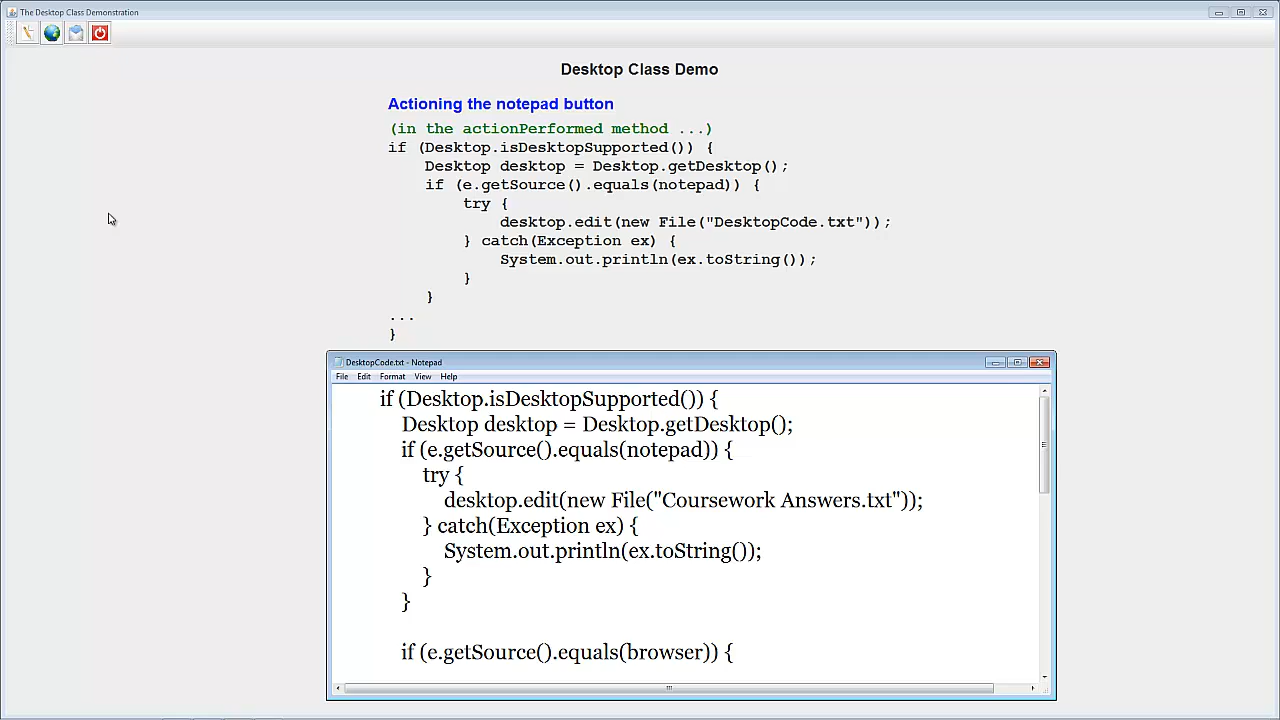 The Desktop Class Demonstration
Desktop Class Demo
Actioning the notepad button
(in the actionPerformed method ...)
if (Desktop.isDesktopSupported()) {
Desktop desktop = Desktop.getDesktop();
if (e.getSource().equals(notepad)) {
try {
desktop.edit(new File("DesktopCode.txt"));
} catch(Exception ex) {
System.out.println(ex.toString());
}
}
...
}
DesktopCode.txt - Notepad
File Edit Format View Help
if (Desktop.isDesktopSupported()) {
Desktop desktop = Desktop.getDesktop();
if (e.getSource().equals(notepad)) {
try {
desktop.edit(new File("Coursework Answers.txt"));
} catch(Exception ex) {
System.out.println(ex.toString());
}
}
if (e.getSource().equals(browser)) {